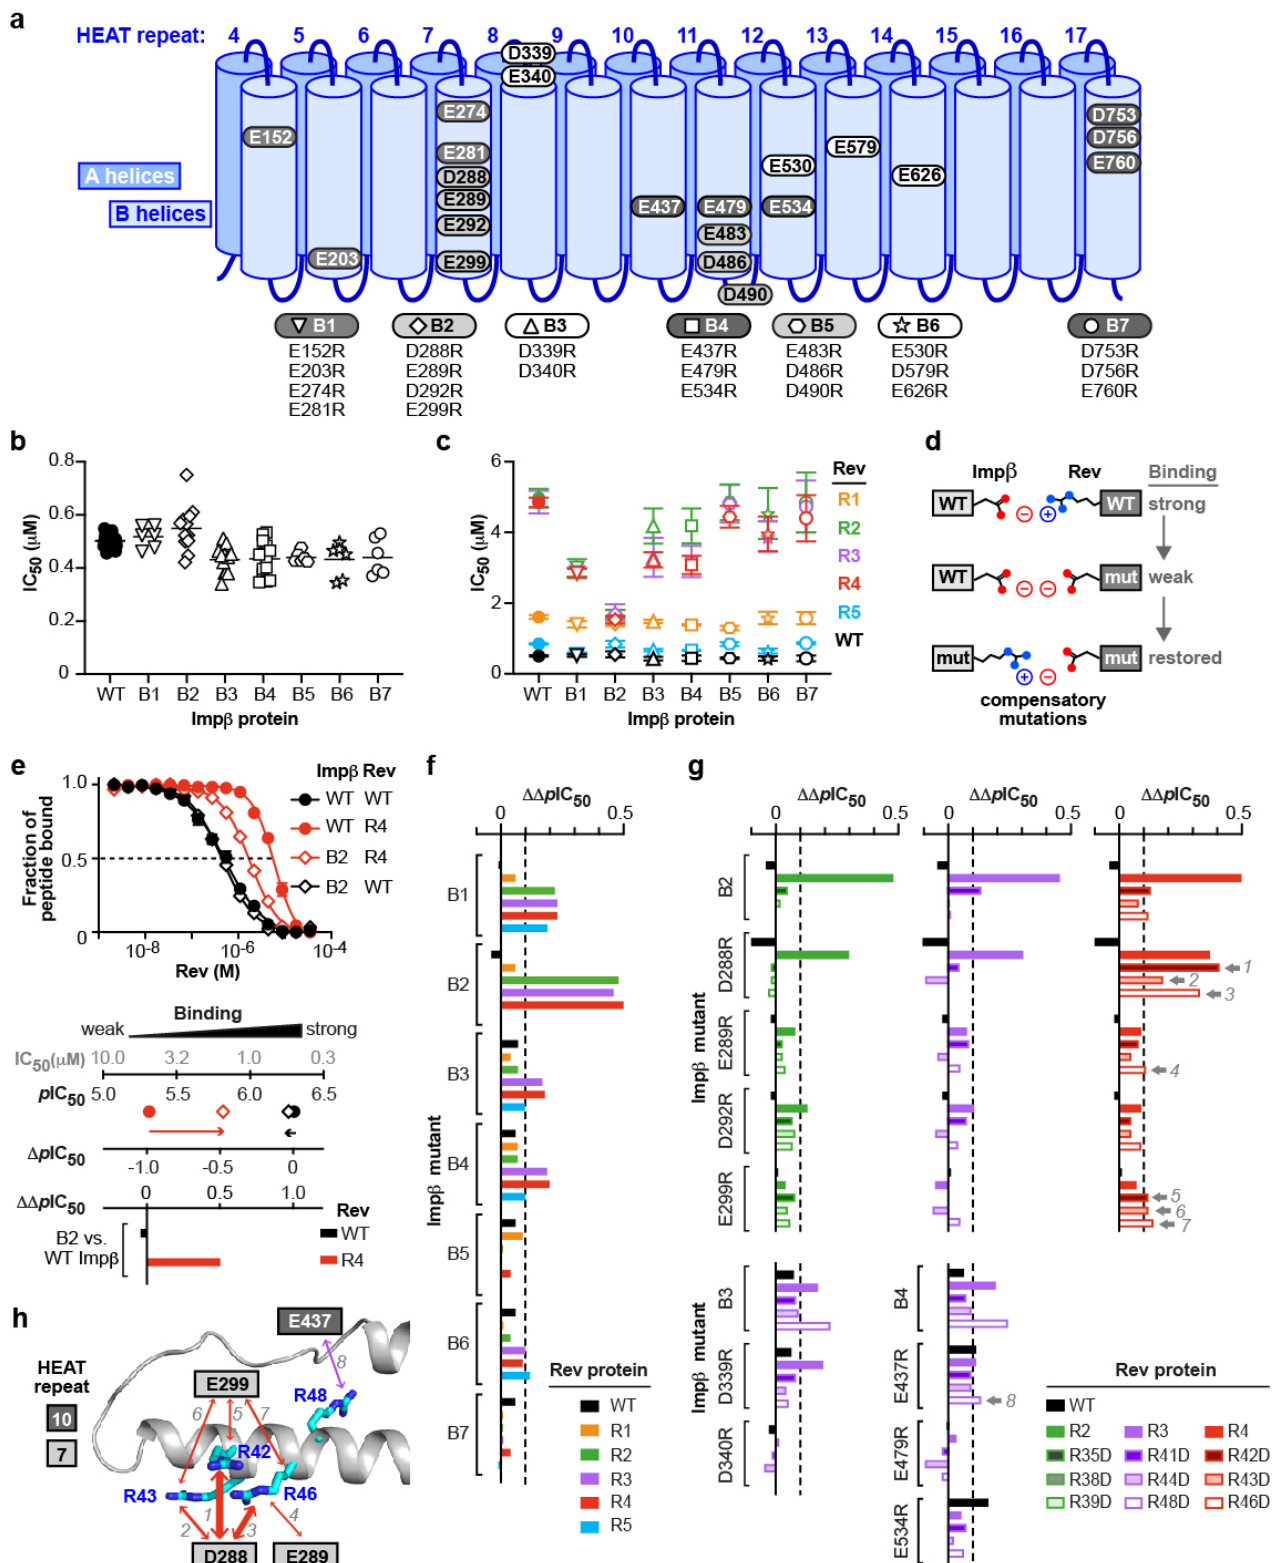 a
HEAT repeat: 4 5 6 7 8 9 10 11 12 13 14 15 16 17
D339
E340
E274
D753
E152
D756
E281
E579
E530
E760
A helices
D288
E626
E289
B helices
E437 E479 E534
E292
E483
E203
E299
D486
D490
B1 B2 B3 B4 B5 B6 B7
E152R D288R D339R E437R E483R E530R D753R
E203R E289R D340R E479R D486R D579R D756R
E274R D292R E534R D490R E626R E760R
E281R E299R
b
IC50 (μM)
0.8
0.6
0.4
0.2
0
WT B1 B2 B3 B4 B5 B6 B7
Impβ protein
c
IC50 (μM)
6
4
2
0
WT B1 B2 B3 B4 B5 B6 B7
Impβ protein
Rev
R1
R2
R3
R4
R5
WT
d
Impβ Rev Binding
WT WT strong
WT mut weak
mut mut restored
compensatory
mutations
e
Impβ Rev
WT WT
WT R4
B2 R4
B2 WT
Fraction of
peptide bound
1.0
0.5
0
10-8 10-6 10-4
Rev (M)
Binding
weak strong
IC50(μM) 10.0 3.2 1.0 0.3
pIC50 5.0 5.5 6.0 6.5
ΔpIC50
-1.0 -0.5 0
0 0.5 1.0
ΔΔpIC50
Rev
B2 vs.
WT Impβ
WT
R4
f
ΔΔpIC50
0 0.5
Impβ mutant
B1
B2
B3
B4
B5
B6
B7
Rev protein
WT
R1
R2
R3
R4
R5
g
ΔΔpIC50 ΔΔpIC50 ΔΔpIC50
0 0.5 0 0.5 0 0.5
Impβ mutant
B2
D288R
1
2
3
E289R
4
D292R
E299R
5
6
7
Impβ mutant
B3
D339R
D340R
B4
E437R
8
E479R
E534R
Rev protein
WT
R2 R3 R4
R35D R41D R42D
R38D R44D R43D
R39D R48D R46D
h
E437
HEAT
repeat
10
7
E299
8
R48
6 5 7
R42
R43
R46
1
2 3 4
D288 E289